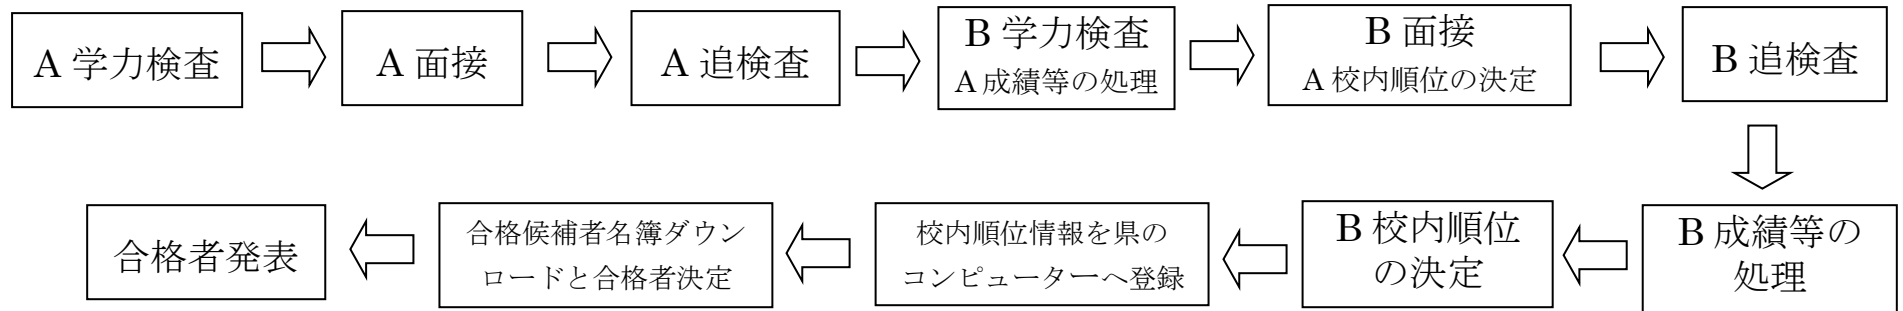 A 学力検査
A 面接
A 追検査
B 学力検査
A 成績等の処理
B 面接
A 校内順位の決定
B 追検査
B 成績等の
処理
B 校内順位
の決定
校内順位情報を県の
コンピューターへ登録
合格候補者名簿ダウン
ロードと合格者決定
合格者発表